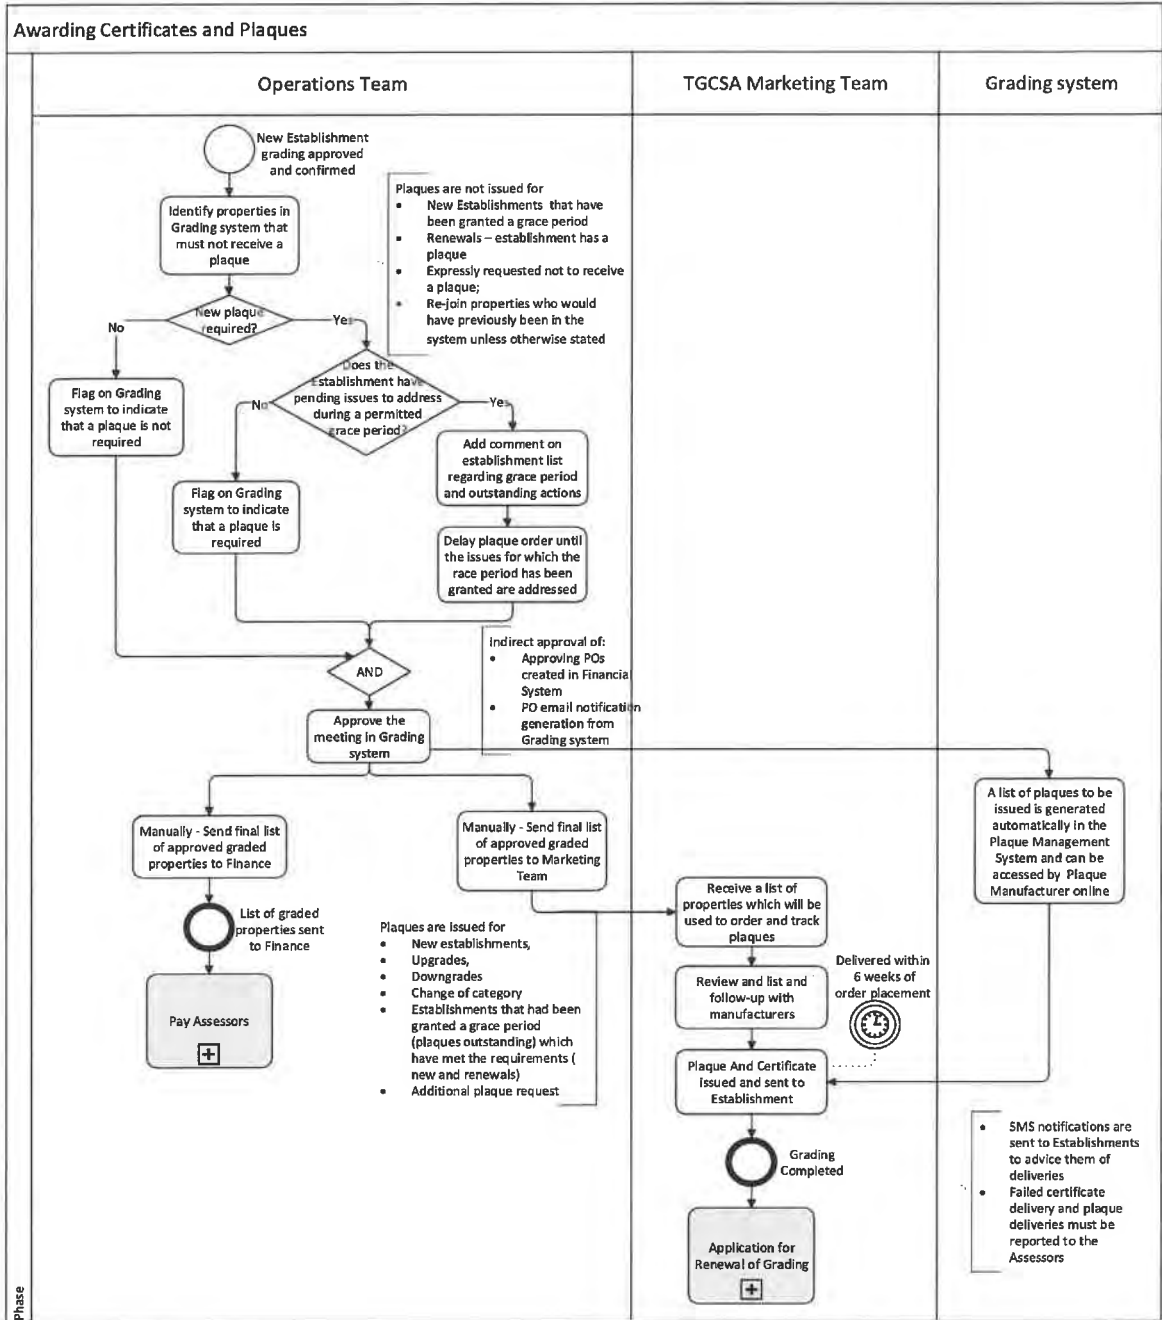 Awarding Certificates and Plaques
Operations Team
TGCSA Marketing Team
Grading system
New Establishment
grading approved
and confirmed
Identify properties in
Grading system that
must not receive a
plaque
Plaques are not issued for
• New Establishments that have
been granted a grace period
• Renewals – establishment has a
plaque
• Expressly requested not to receive
a plaque;
• Re-join properties who would
have previously been in the
system unless otherwise stated
New plaque
required?
No
Yes
Does the
Establishment have
pending issues to address
during a permitted
grace period?
No
Yes
Flag on Grading
system to indicate
that a plaque is not
required
Flag on Grading
system to indicate
that a plaque is
required
Add comment on
establishment list
regarding grace period
and outstanding actions
Delay plaque order until
the issues for which the
race period has been
granted are addressed
AND
Indirect approval of:
• Approving POs
created in Financial
System
• PO email notification
generation from
Grading system
Approve the
meeting in Grading
system
Manually - Send final list
of approved graded
properties to Finance
Manually - Send final list
of approved graded
properties to Marketing
Team
A list of plaques to be
issued is generated
automatically in the
Plaque Management
System and can be
accessed by Plaque
Manufacturer online
List of graded
properties sent
to Finance
Pay Assessors
Plaques are issued for
• New establishments,
• Upgrades,
• Downgrades
• Change of category
• Establishments that had been
granted a grace period
(plaques outstanding) which
have met the requirements (
new and renewals)
• Additional plaque request
Receive a list of
properties which will be
used to order and track
plaques
Review and list and
follow-up with
manufacturers
Delivered within
6 weeks of
order placement
Plaque And Certificate
issued and sent to
Establishment
Grading
Completed
Application for
Renewal of Grading
• SMS notifications are
sent to Establishments
to advice them of
deliveries
• Failed certificate
delivery and plaque
deliveries must be
reported to the
Assessors
Phase